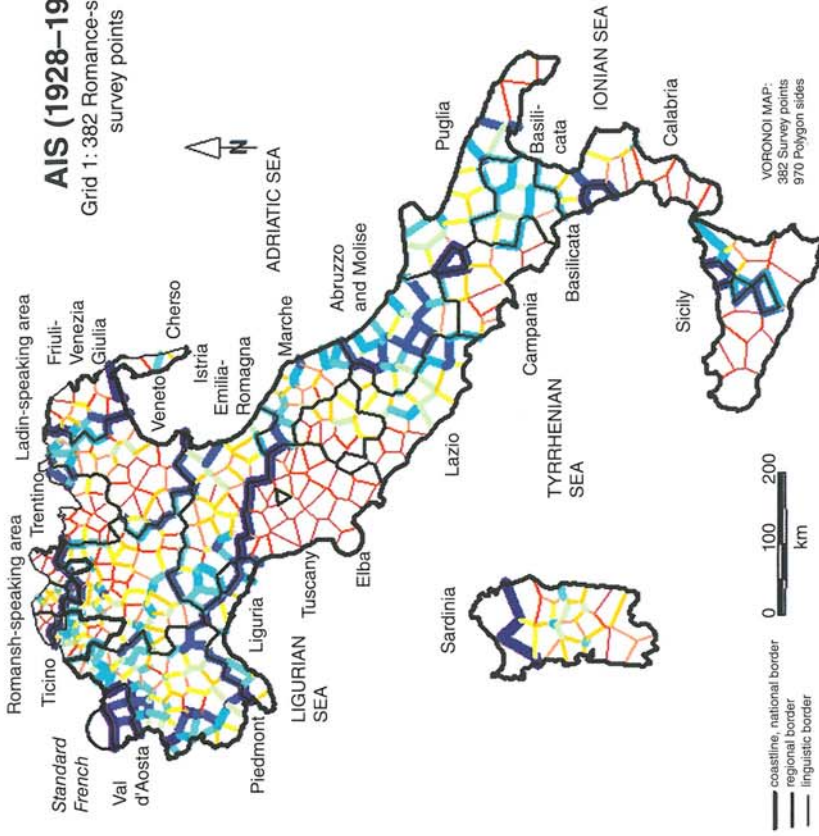 AIS (1928–19
Grid 1: 382 Romance-s
survey points
N
Romansh-speaking area
Ladin-speaking area
Ticino
Trentino
Friuli-
Venezia
Giulia
Standard
French
Val
d'Aosta
Veneto
Cherso
Istria
Emilia-
Romagna
ADRIATIC SEA
Piedmont
Liguria
Marche
LIGURIAN
SEA
Tuscany
Elba
Abruzzo
and Molise
Lazio
Puglia
Campania
Basili-
cata
Basilicata
TYRRHENIAN
SEA
IONIAN SEA
Sardinia
Sicily
Calabria
VORONOI MAP:
382 Survey points
970 Polygon sides
0 100 200
km
coastline, national border
regional border
linguistic border